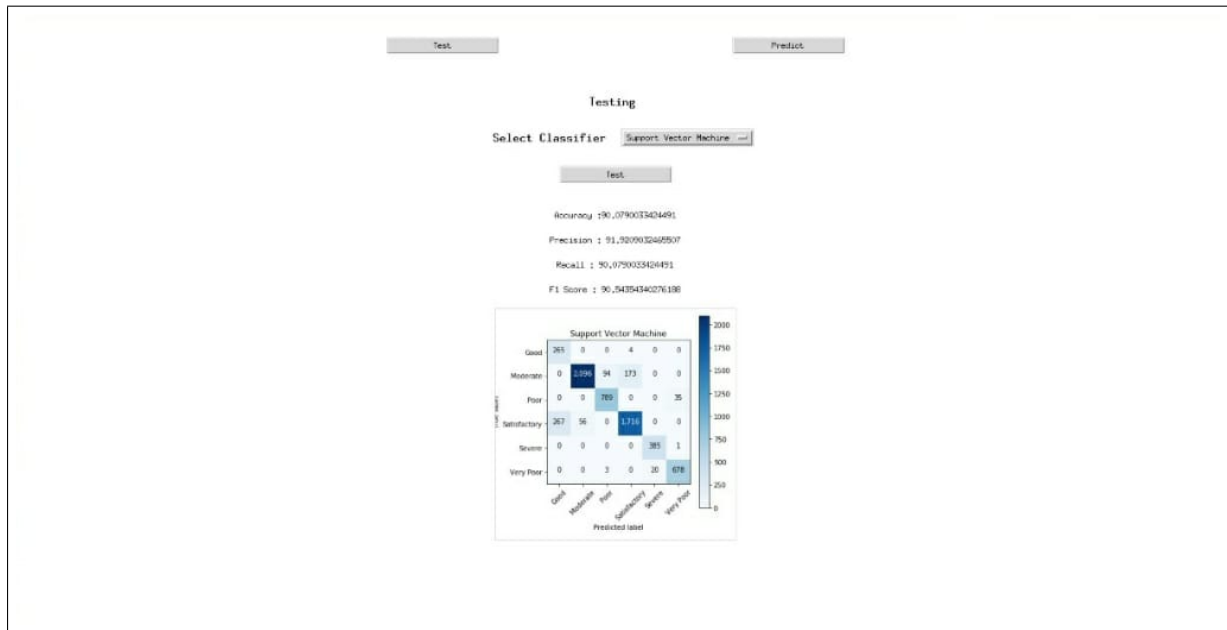 Test Predict
Testing
Select Classifier Support Vector Machine
Test
Accuracy :90.0790033424491
Precision : 91.9209032469507
Recall : 90.0790033424491
F1 Score : 90.54354340276188
Support Vector Machine
Good 265 0 0 4 0 0
Moderate 0 2,096 94 173 0 0
Poor 0 0 789 0 0 35
Satisfactory 267 56 0 1,716 0 0
Severe 0 0 0 0 385 1
Very Poor 0 0 3 0 20 678
Good Moderate Poor Satisfactory Severe Very Poor
Predicted label
2000
1750
1500
1250
1000
750
500
250
0